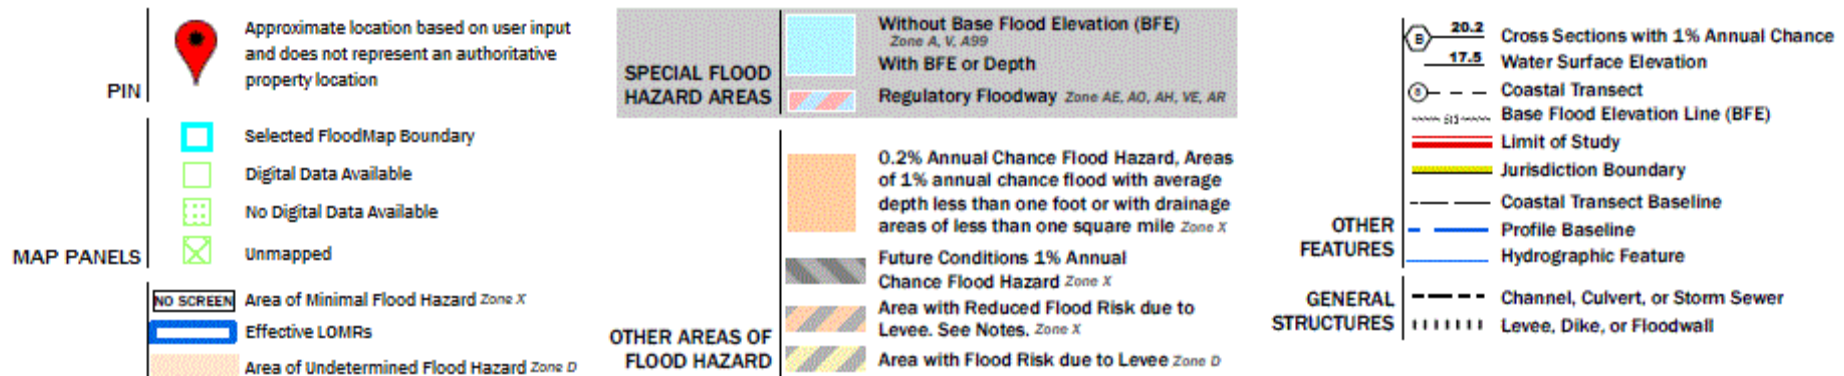 PIN
Approximate location based on user input
and does not represent an authoritative
property location
MAP PANELS
Selected FloodMap Boundary
Digital Data Available
No Digital Data Available
Unmapped
NO SCREEN Area of Minimal Flood Hazard Zone X
Effective LOMRs
Area of Undetermined Flood Hazard Zone D
SPECIAL FLOOD
HAZARD AREAS
Without Base Flood Elevation (BFE)
Zone A, V, A99
With BFE or Depth
Regulatory Floodway Zone AE, AO, AH, VE, AR
OTHER AREAS OF
FLOOD HAZARD
0.2% Annual Chance Flood Hazard, Areas
of 1% annual chance flood with average
depth less than one foot or with drainage
areas of less than one square mile Zone X
Future Conditions 1% Annual
Chance Flood Hazard Zone X
Area with Reduced Flood Risk due to
Levee. See Notes. Zone X
Area with Flood Risk due to Levee Zone D
OTHER
FEATURES
B 20.2 Cross Sections with 1% Annual Chance
17.5 Water Surface Elevation
8 Coastal Transect
513 Base Flood Elevation Line (BFE)
Limit of Study
Jurisdiction Boundary
Coastal Transect Baseline
Profile Baseline
Hydrographic Feature
GENERAL
STRUCTURES
Channel, Culvert, or Storm Sewer
Levee, Dike, or Floodwall